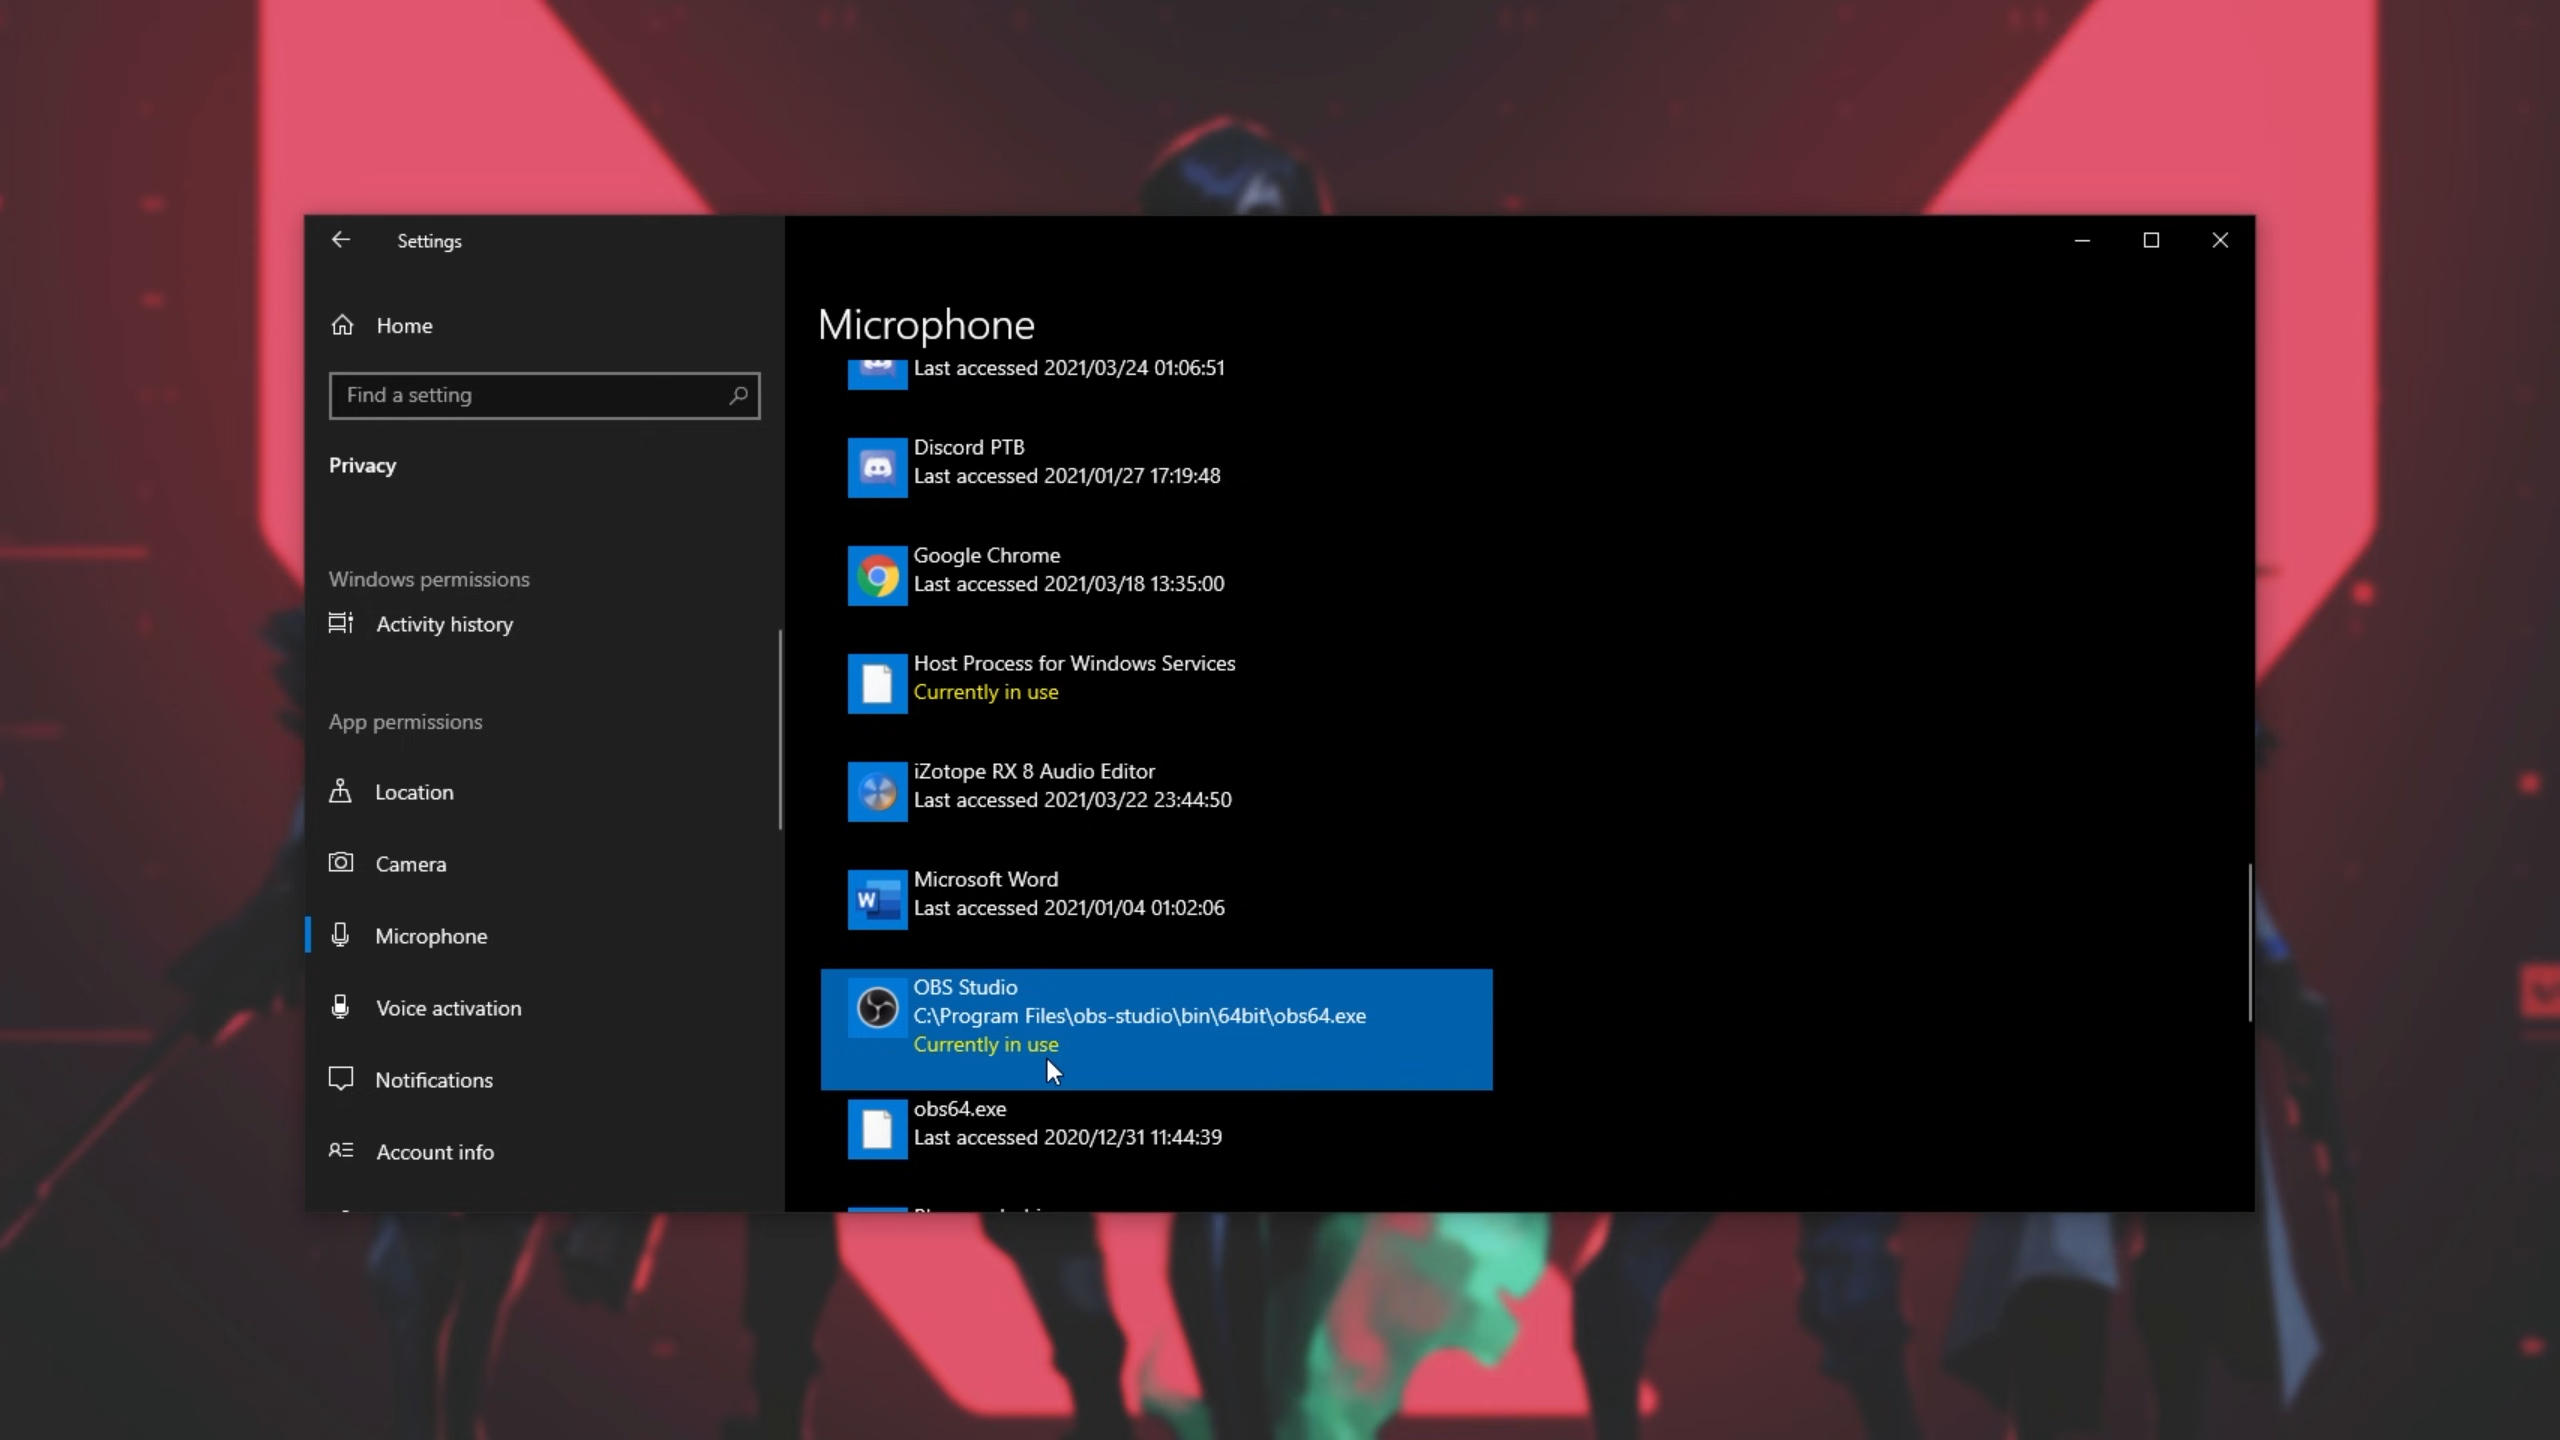 Settings
Home
Find a setting
Privacy
Windows permissions
Activity history
App permissions
Location
Camera
Microphone
Voice activation
Notifications
Account info
Microphone
Last accessed 2021/03/24 01:06:51
Discord PTB
Last accessed 2021/01/27 17:19:48
Google Chrome
Last accessed 2021/03/18 13:35:00
Host Process for Windows Services
Currently in use
iZotope RX 8 Audio Editor
Last accessed 2021/03/22 23:44:50
Microsoft Word
Last accessed 2021/01/04 01:02:06
OBS Studio
C:\Program Files\obs-studio\bin\64bit\obs64.exe
Currently in use
obs64.exe
Last accessed 2020/12/31 11:44:39